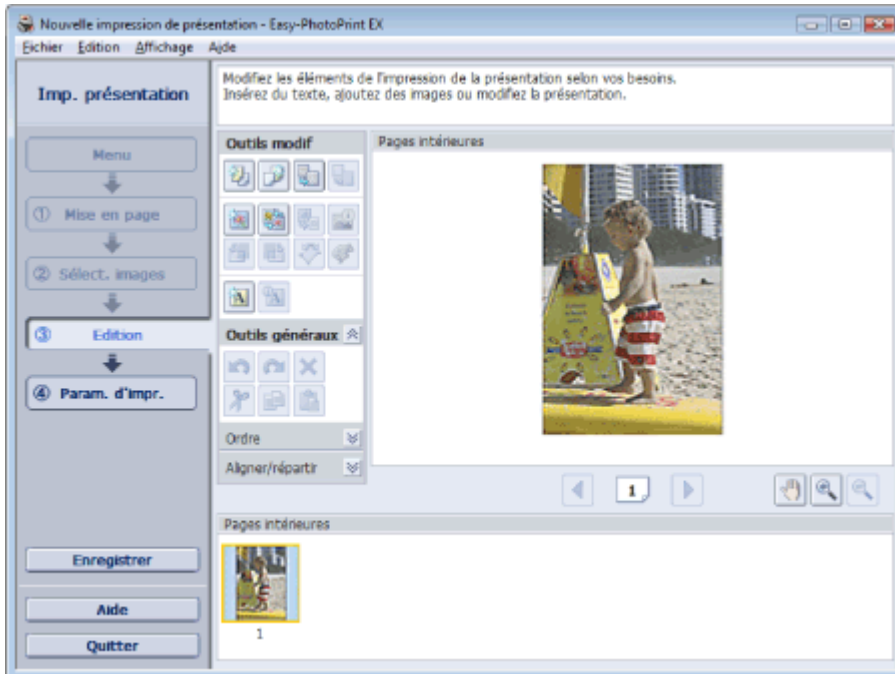 Nouvelle impression de présentation - Easy-PhotoPrint EX
Fichier Edition Affichage Aide
Imp. présentation
Modifiez les éléments de l'impression de la présentation selon vos besoins.
Insérez du texte, ajoutez des images ou modifiez la présentation.
Menu
① Mise en page
② Sélect. images
③ Edition
④ Param. d'impr.
Enregistrer
Aide
Quitter
Outils modif
Outils généraux
Ordre
Aligner/répartir
Pages intérieures
1
Pages intérieures
1